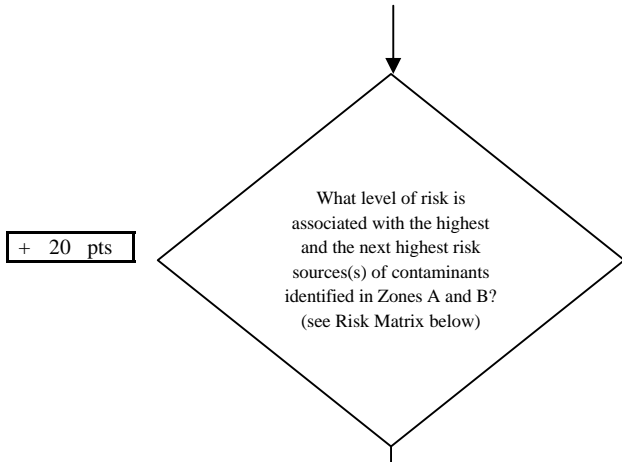 What level of risk is
associated with the highest
and the next highest risk
+ 20 pts
sources(s) of contaminants
identified in Zones A and B?
(see Risk Matrix below)